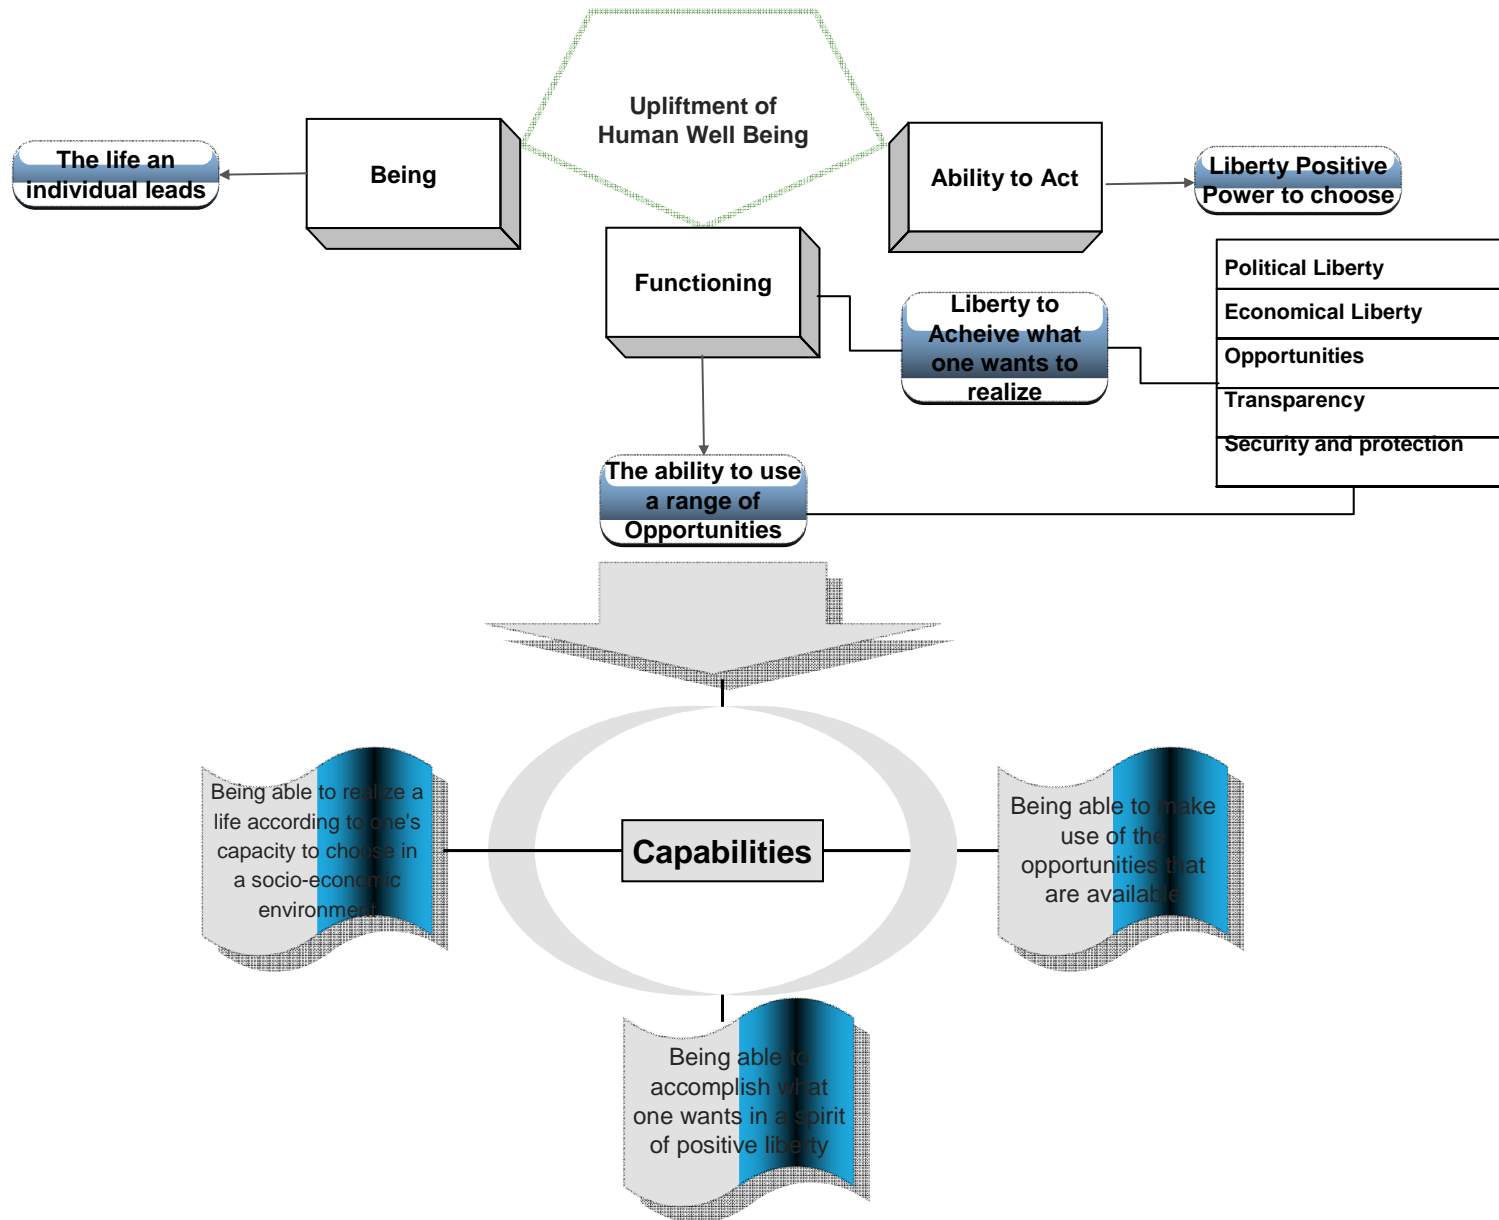 Upliftment of
Human Well Being
The life an
individual leads
Being
Ability to Act
Liberty Positive
Power to choose
Functioning
Liberty to
Acheive what
one wants to
realize
Political Liberty
Economical Liberty
Opportunities
Transparency
Security and protection
The ability to use
a range of
Opportunities
Being able to realize a
life according to one's
capacity to choose in
a socio-economic
environment
Capabilities
Being able to make
use of the
opportunities that
are available
Being able to
accomplish what
one wants in a spirit
of positive liberty